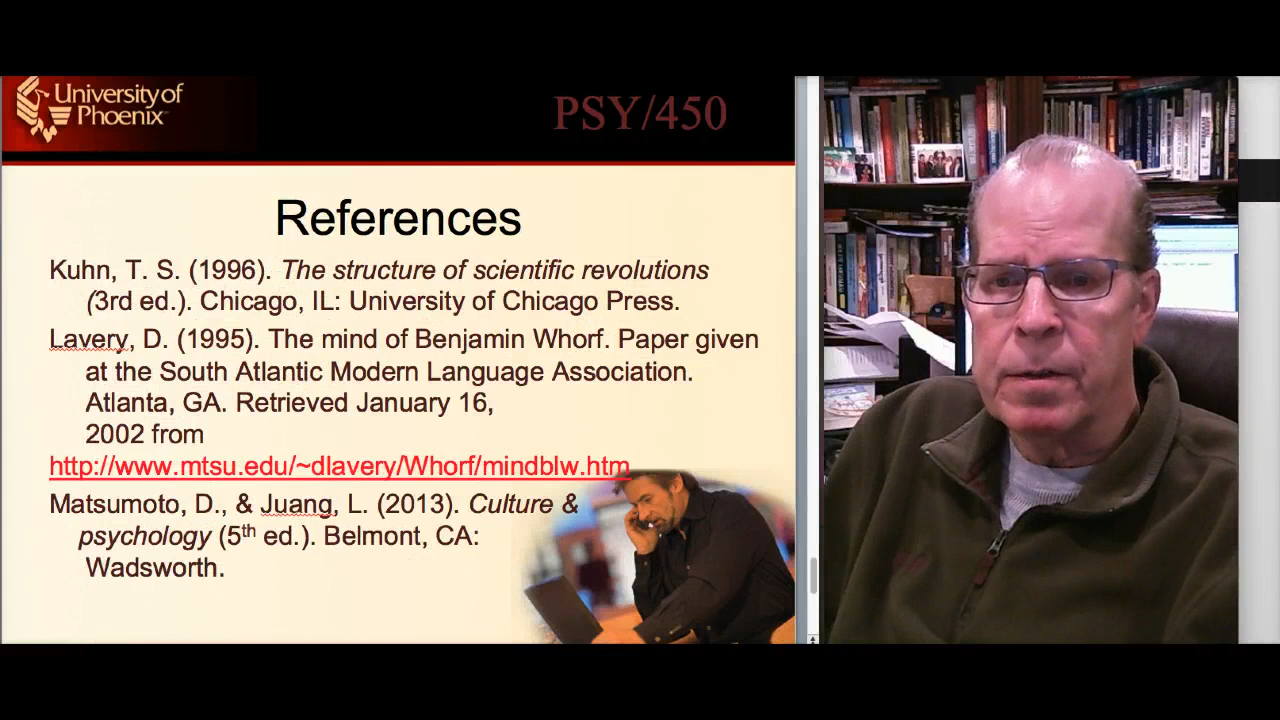 University of
Phoenix
PSY/450
References
Kuhn, T. S. (1996). The structure of scientific revolutions
(3rd ed.). Chicago, IL: University of Chicago Press.
Lavery, D. (1995). The mind of Benjamin Whorf. Paper given
at the South Atlantic Modern Language Association.
Atlanta, GA. Retrieved January 16,
2002 from
http://www.mtsu.edu/~dlavery/Whorf/mindblw.htm
Matsumoto, D., & Juang, L. (2013). Culture &
psychology (5th ed.). Belmont, CA:
Wadsworth.